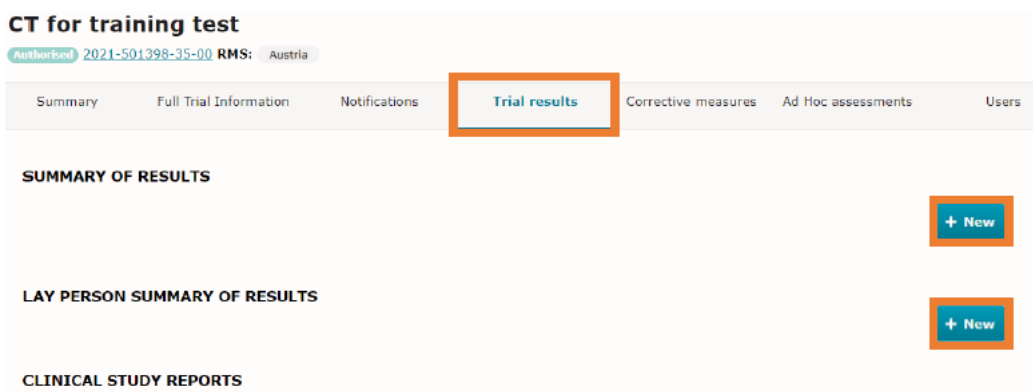 CT for training test
Authorised 2021-501398-35-00 RMS: Austria
Summary Full Trial Information Notifications Trial results Corrective measures Ad Hoc assessments Users
SUMMARY OF RESULTS
+ New
LAY PERSON SUMMARY OF RESULTS
+ New
CLINICAL STUDY REPORTS